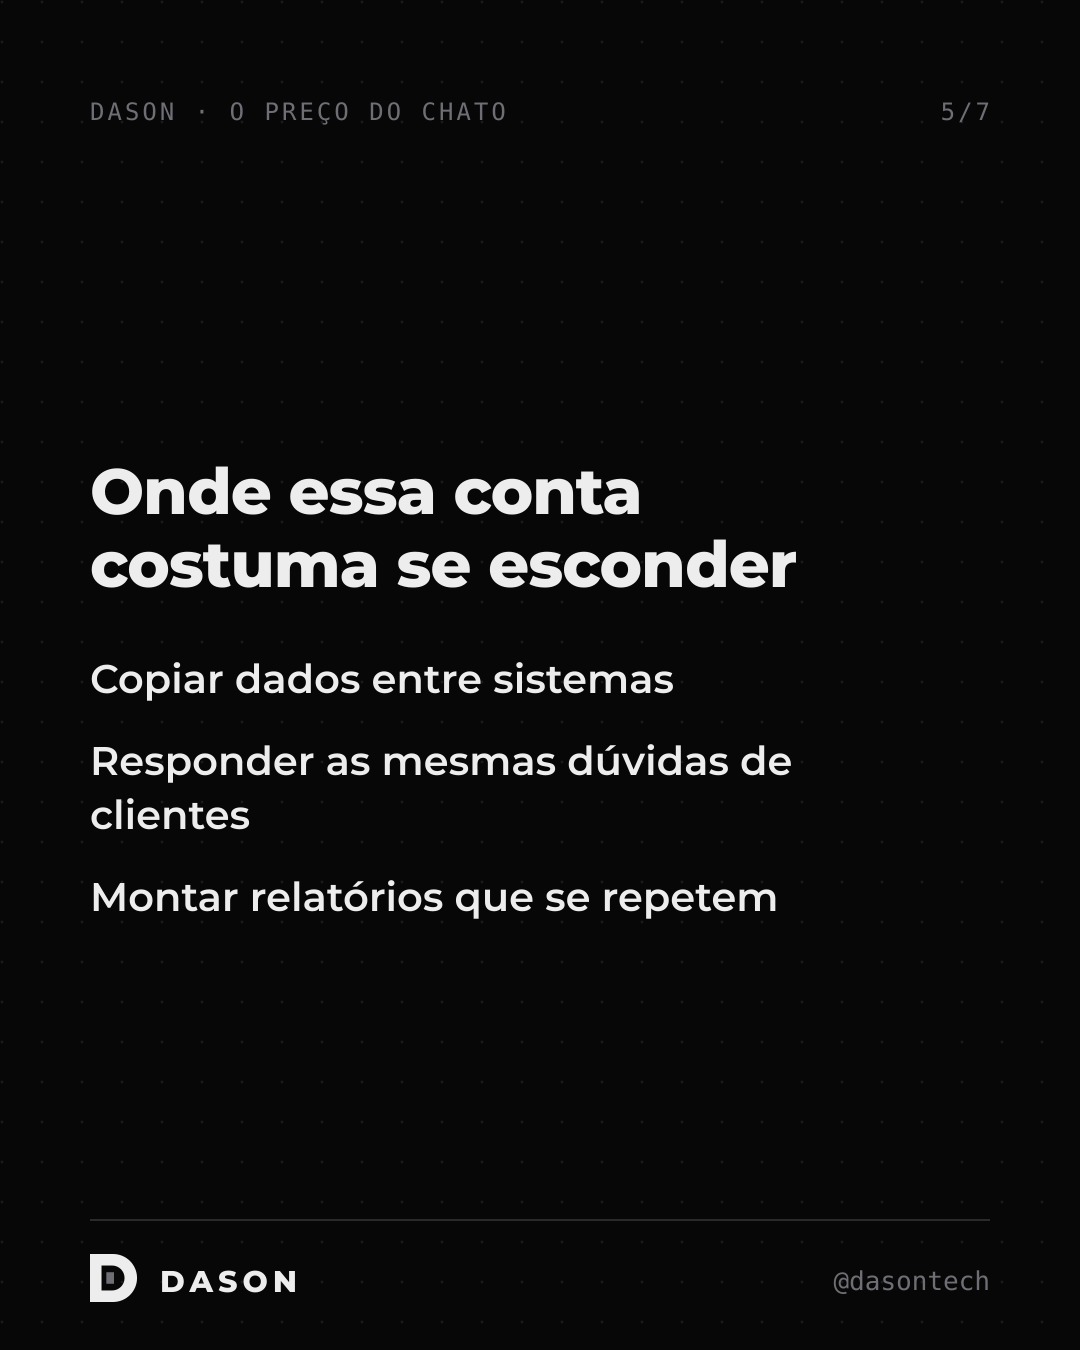 DASON · O PREÇO DO CHATO
5/7
Onde essa conta
costuma se esconder
Copiar dados entre sistemas
Responder as mesmas dúvidas de
clientes
Montar relatórios que se repetem
DASON
@dasontech